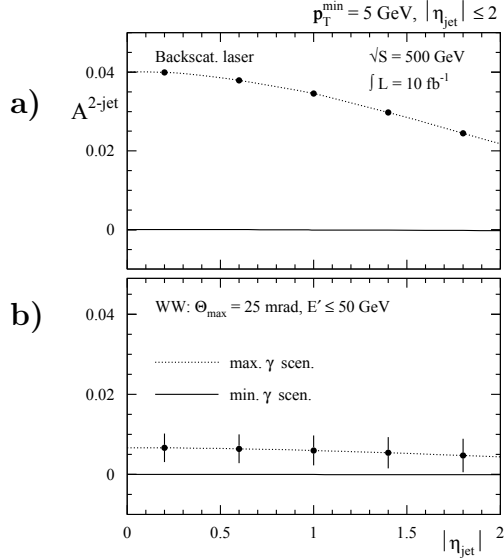 p_T^min = 5 GeV, |η_jet| ≤ 2
a)
Backscat. laser
√S = 500 GeV
∫ L = 10 fb^-1
A^2-jet
0.04
0.02
0
b)
WW: Θ_max = 25 mrad, E′ ≤ 50 GeV
max. γ scen.
min. γ scen.
0.04
0.02
0
0 0.5 1 1.5 2
|η_jet|